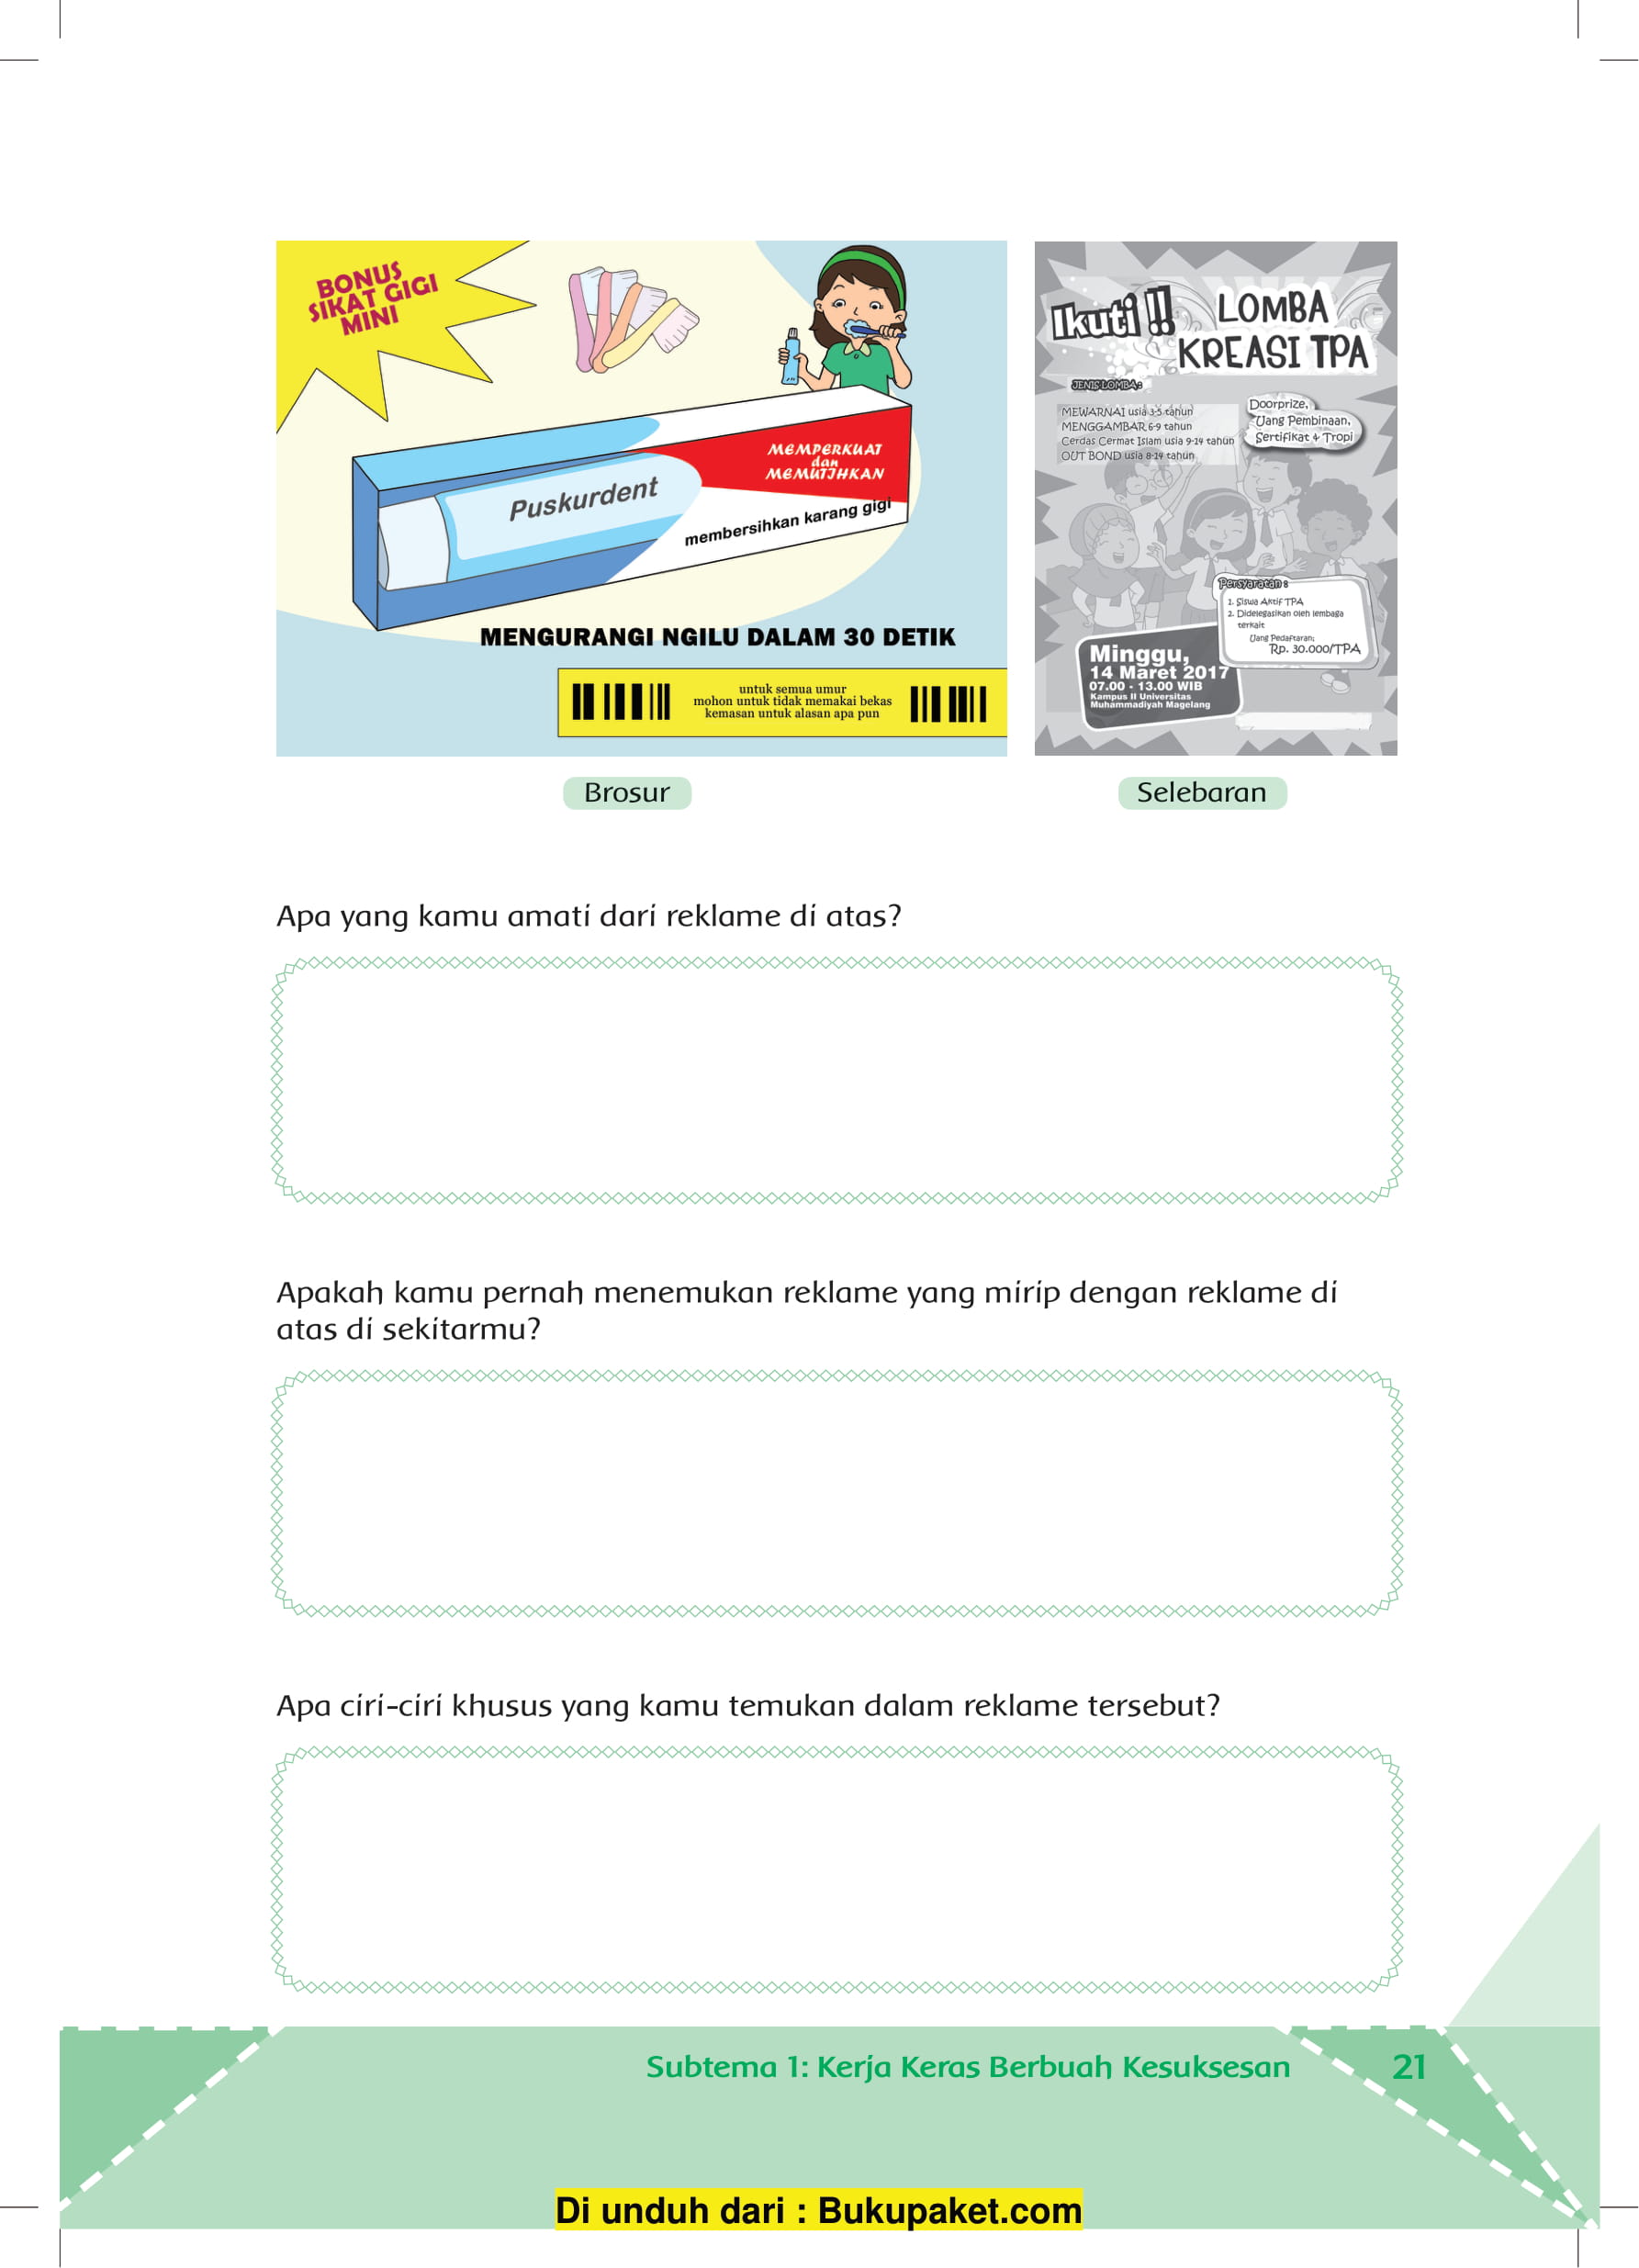 BONUS
SIKAT GIGI
MINI
Puskurdent
MEMPERKUAT
dan
MEMUTIHKAN
membersihkan karang gigi
MENGURANGI NGILU DALAM 30 DETIK
untuk semua umur
mohon untuk tidak memakai bekas
kemasan untuk alasan apa pun
Brosur
Ikuti !! LOMBA
KREASI TPA
JENIS LOMBA :
MEWARNAI usia 3-5 tahun
MENGGAMBAR 6-9 tahun
Cerdas Cermat Islam usia 9-14 tahun
OUT BOND usia 8-14 tahun
Doorprize,
Uang Pembinaan,
Sertifikat & Tropi
Persyaratan :
1. Siswa Aktif TPA
2. Didelegasikan oleh lembaga
terkait
Uang Pedaftaran;
Rp. 30.000/TPA
Minggu,
14 Maret 2017
07.00 - 13.00 WIB
Kampus II Universitas
Muhammadiyah Magelang
Selebaran
Apa yang kamu amati dari reklame di atas?
Apakah kamu pernah menemukan reklame yang mirip dengan reklame di
atas di sekitarmu?
Apa ciri-ciri khusus yang kamu temukan dalam reklame tersebut?
Subtema 1: Kerja Keras Berbuah Kesuksesan 21
Di unduh dari : Bukupaket.com